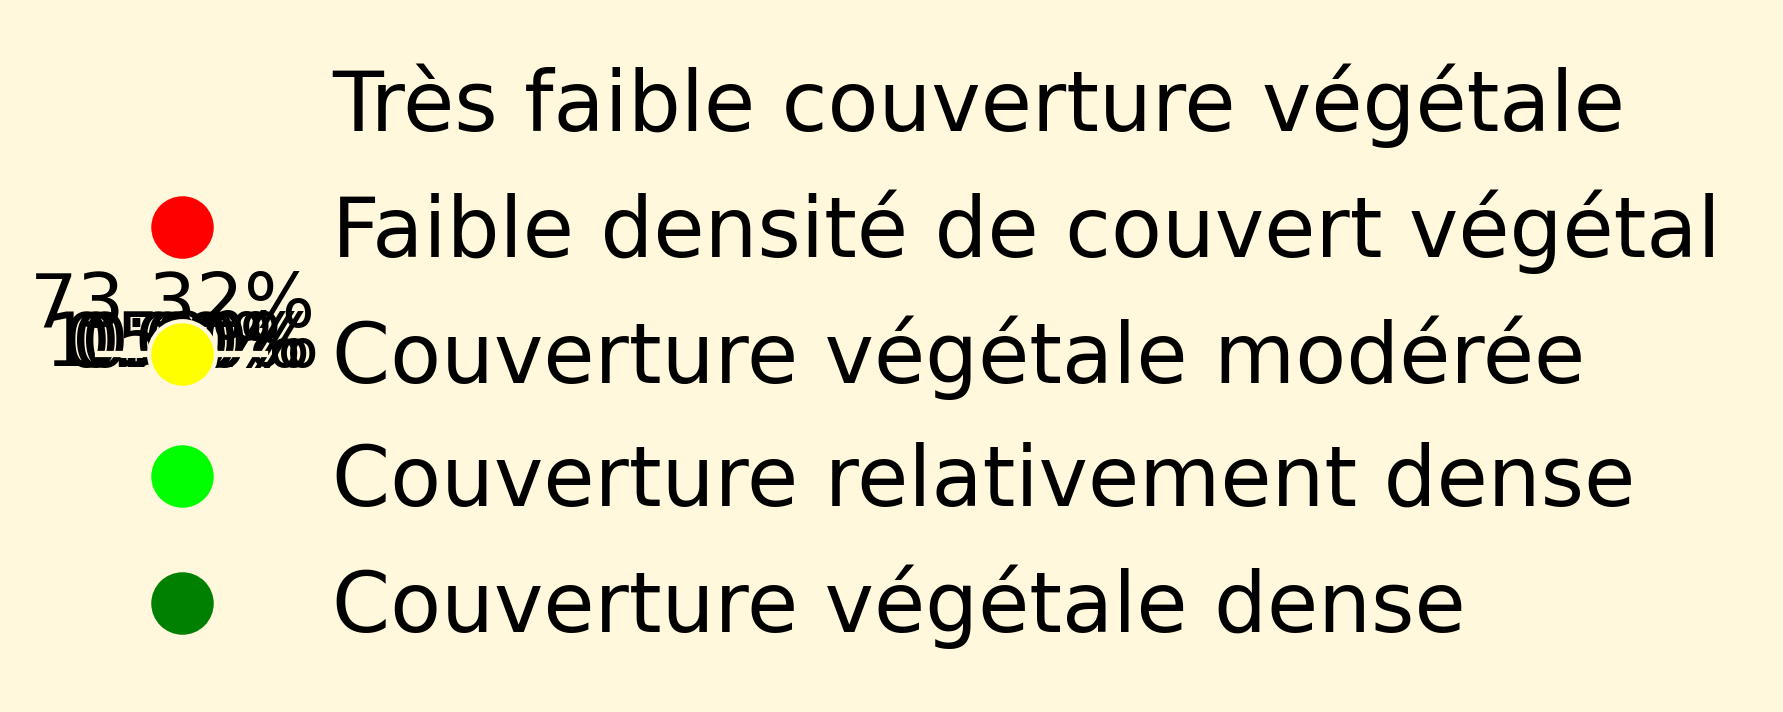 Très faible couverture végétale
Faible densité de couvert végétal
73.32%
Couverture végétale modérée
Couverture relativement dense
Couverture végétale dense